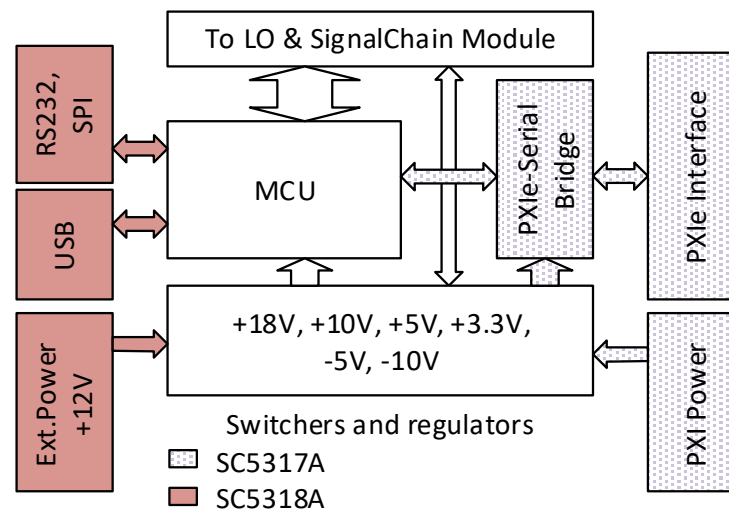 To LO & SignalChain Module
RS232,
SPI
MCU
PXIe-Serial
Bridge
PXIe Interface
USB
Ext.Power
+12V
+18V, +10V, +5V, +3.3V,
-5V, -10V
PXI Power
Switchers and regulators
SC5317A
SC5318A